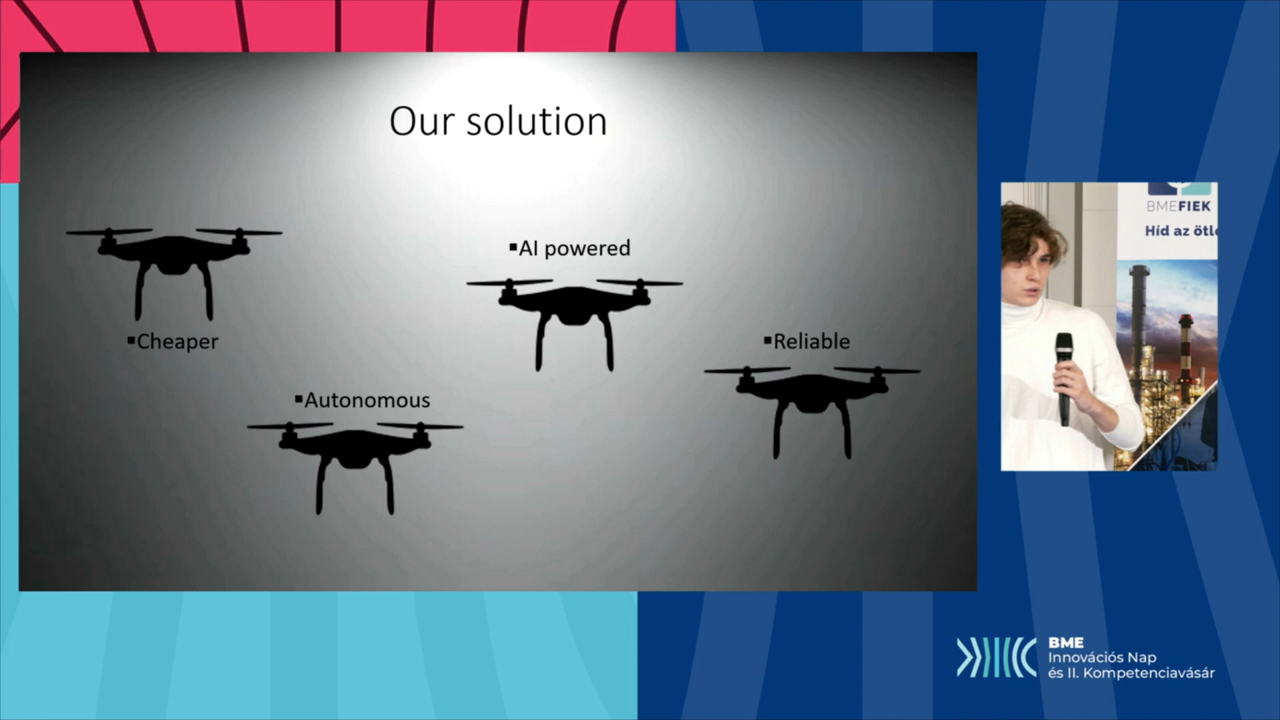 Our solution
▪AI powered
▪Cheaper
▪Reliable
▪Autonomous
BMEFIEK
Híd az ötl
BME
Innovációs Nap
és II. Kompetenciavásár